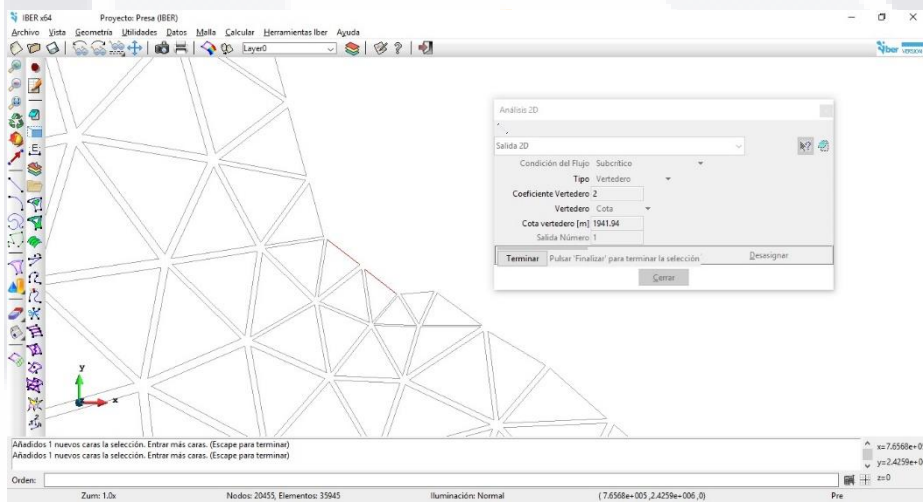 IBER x64 Proyecto: Presa (IBER)
Archivo Vista Geometría Utilidades Datos Malla Calcular Herramientas Iber Ayuda
Layer0
Iber
Análisis 2D
Salida 2D
Condición del Flujo Subcrítico
Tipo Vertedero
Coeficiente Vertedero 2
Vertedero Cota
Cota vertedero [m] 1941.94
Salida Número 1
Terminar Pulsar 'Finalizar' para terminar la selección Desasignar
Cerrar
y
x
Añadidos 1 nuevos caras la selección. Entrar más caras. (Escape para terminar)
Añadidos 1 nuevos caras la selección. Entrar más caras. (Escape para terminar)
x=7.6568e+0
y=2.4259e+0
z=0
Orden:
Zum: 1.0x Nodos: 20455, Elementos: 35945 Iluminación: Normal (7.6568e+005 ,2.4259e+006 ,0) Pre